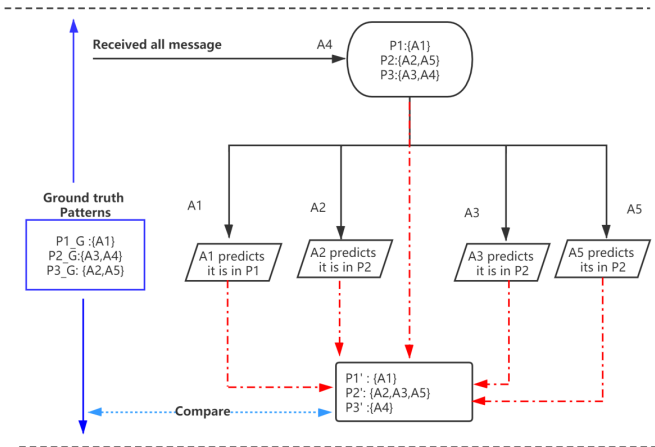 Received all message
A4
P1:{A1}
P2:{A2,A5}
P3:{A3,A4}
Ground truth
Patterns
P1_G :{A1}
P2_G:{A3,A4}
P3_G: {A2,A5}
A1
A2
A3
A5
A1 predicts
it is in P1
A2 predicts
it is in P2
A3 predicts
it is in P2
A5 predicts
its in P2
P1' : {A1}
P2': {A2,A3,A5}
P3' :{A4}
Compare